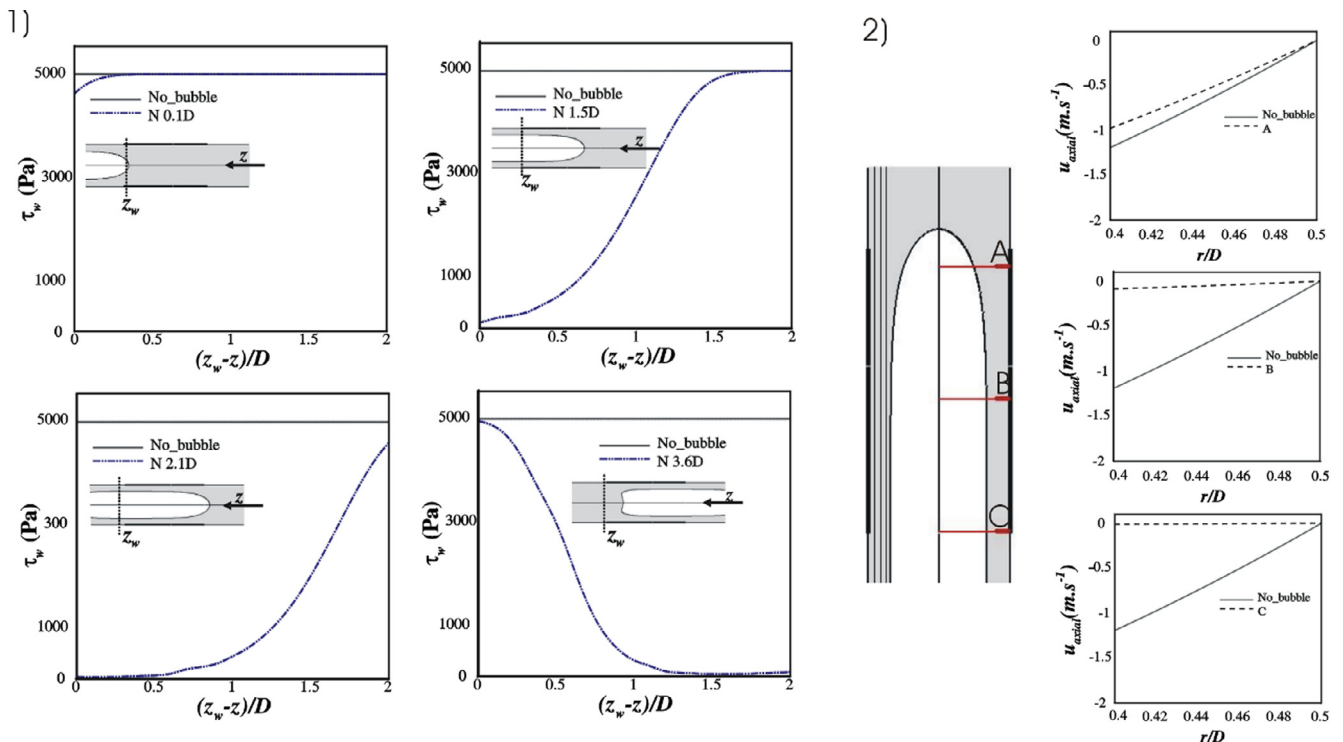 1)
τw (Pa)
5000
3000
1000
0
No_bubble
N 0.1D
z
zw
0
0.5
1
1.5
2
(zw-z)/D
τw (Pa)
5000
3000
1000
0
No_bubble
N 1.5D
z
zw
0
0.5
1
1.5
2
(zw-z)/D
τw (Pa)
5000
300
1000
0
No_bubble
N 2.1D
z
zw
0
0.5
1
1.5
2
(zw-z)/D
τw (Pa)
5000
3000
1000
0
No_bubble
N 3.6D
z
zw
0
0.5
1
1.5
2
(zw-z)/D
2)
A
B
C
uaxial(m.s-1)
0
-0.5
-1
-1.5
-2
No_bubble
A
0.4 0.42 0.44 0.46 0.48 0.5
r/D
uaxial(m.s-1)
0
-0.5
-1
-1.5
-2
No_bubble
B
0.4 0.42 0.44 0.46 0.48 0.5
r/D
uaxial(m.s-1)
0
-0.5
-1
-1.5
-2
No_bubble
C
0.4 0.42 0.44 0.46 0.48 0.5
r/D